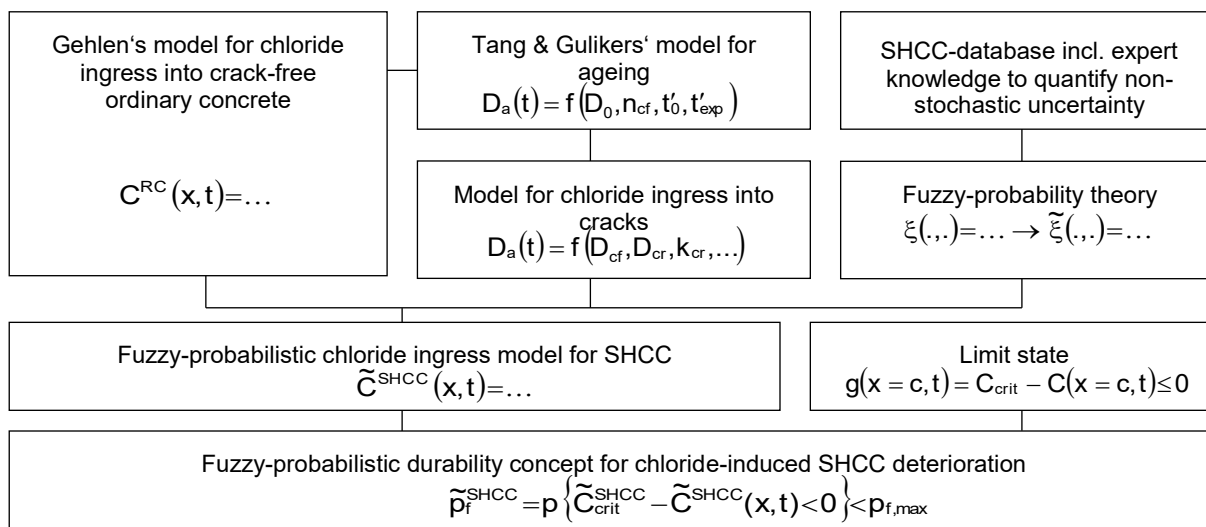 Gehlen's model for chloride
ingress into crack-free
ordinary concrete
C^RC(x,t)=…
Tang & Gulikers‘ model for
ageing
D_a(t)=f(D_0,n_cf,t′_0,t′_exp)
SHCC-database incl. expert
knowledge to quantify non-
stochastic uncertainty
Model for chloride ingress into
cracks
D_a(t)=f(D_cf,D_cr,k_cr,…)
Fuzzy-probability theory
ξ(.,.)=… → ξ̃(.,.)=…
Fuzzy-probabilistic chloride ingress model for SHCC
C̃^SHCC(x,t)=…
Limit state
g(x=c,t)=C_crit−C(x=c,t)≤0
Fuzzy-probabilistic durability concept for chloride-induced SHCC deterioration
p̃_f^SHCC=p{C̃_crit^SHCC−C̃^SHCC(x,t)<0}<p_f,max